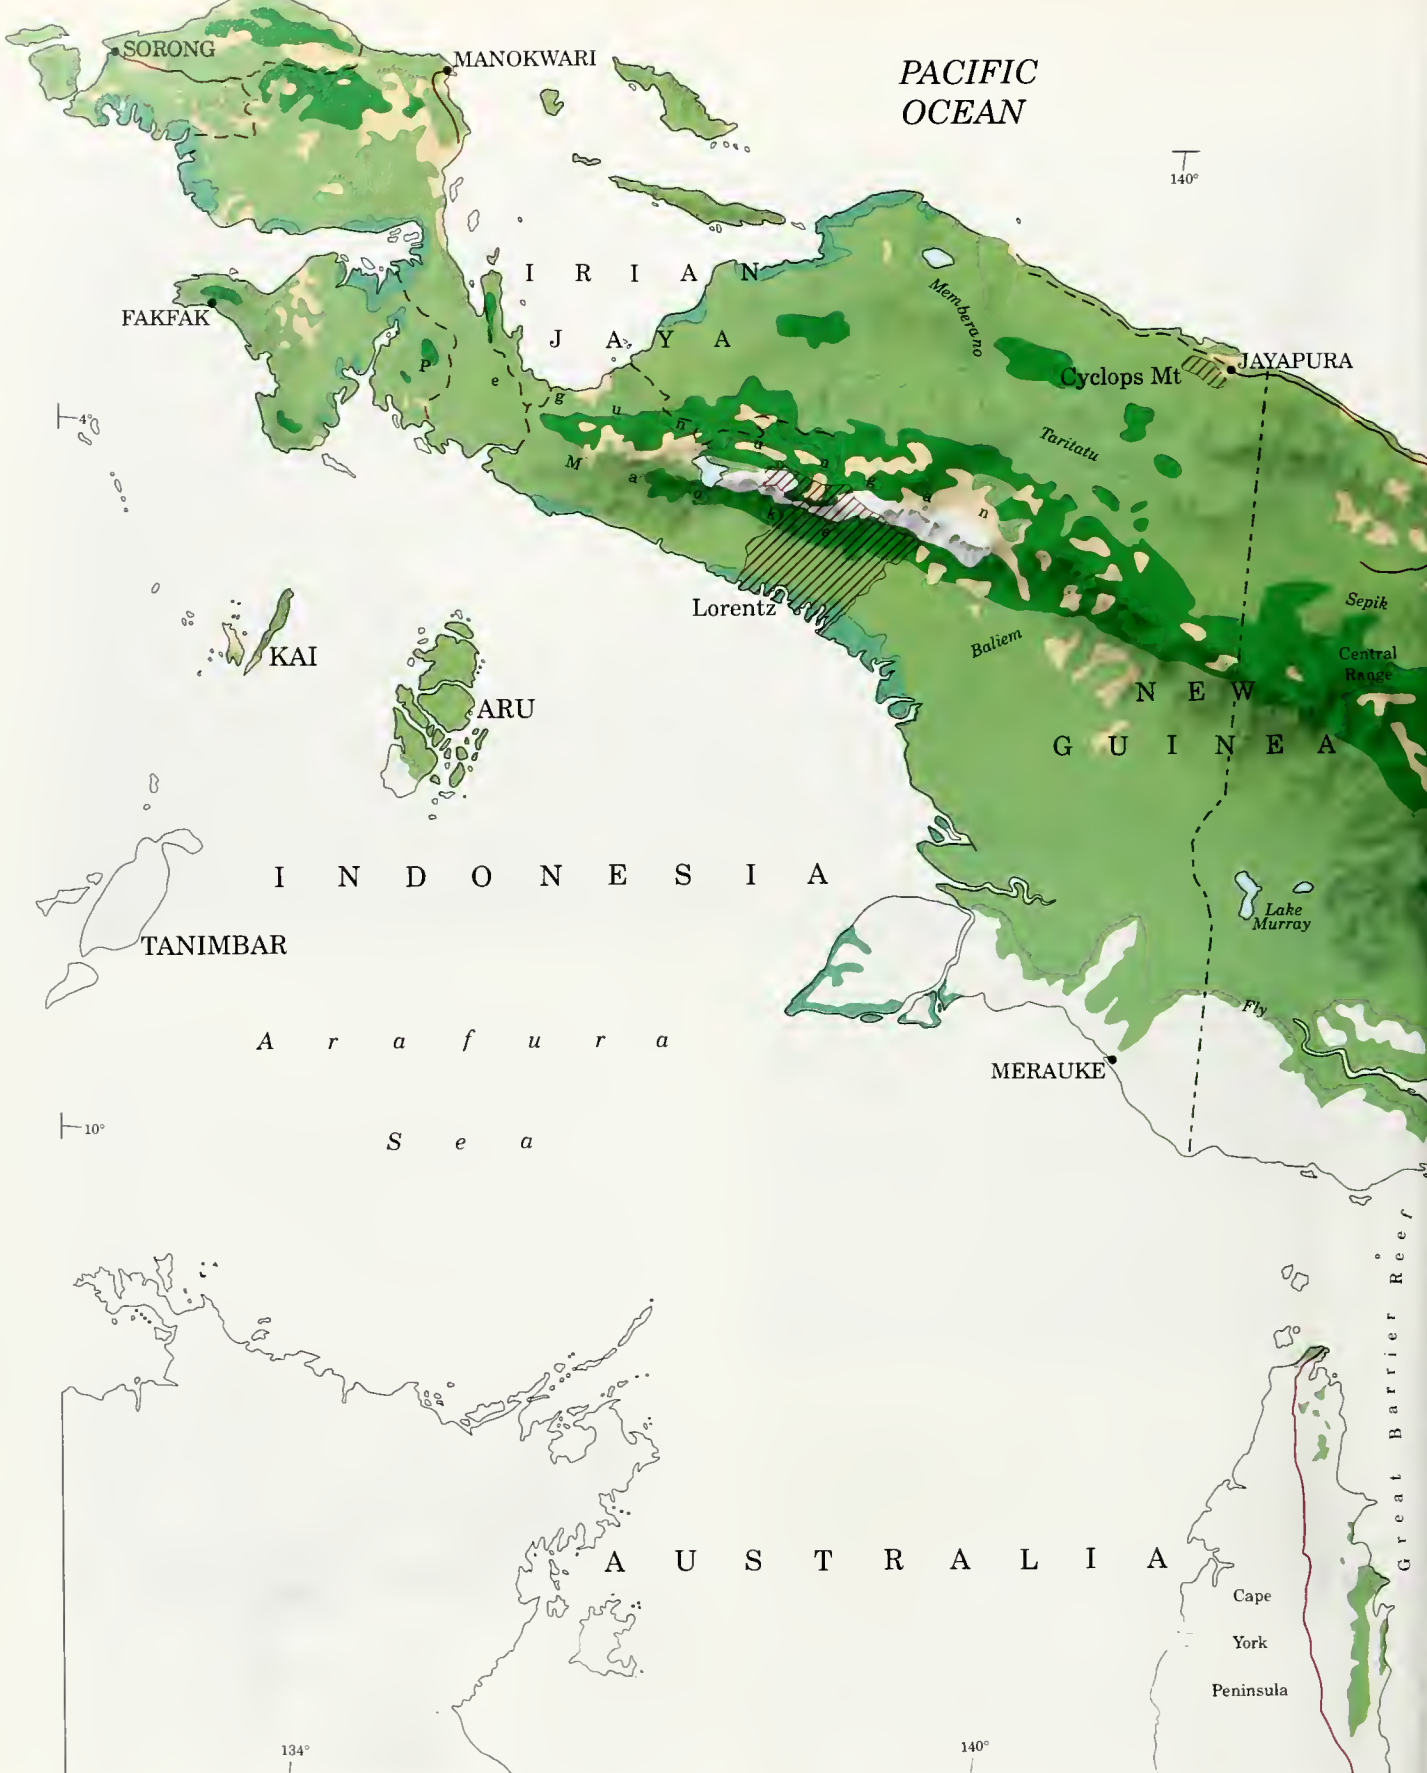 SORONG
MANOKWARI
PACIFIC
OCEAN
140°
I R I A N
J A Y A
FAKFAK
Memberano
Cyclops Mt
JAYAPURA
4°
P e g u n u n g a n
M a o k e
Taritatu
Sepik
Lorentz
Baliem
Central
Range
KAI
ARU
N E W
G U I N E A
I N D O N E S I A
Lake
Murray
TANIMBAR
Fly
A r a f u r a
S e a
MERAUKE
10°
Great Barrier Reef
A U S T R A L I A
Cape
York
Peninsula
134°
140°